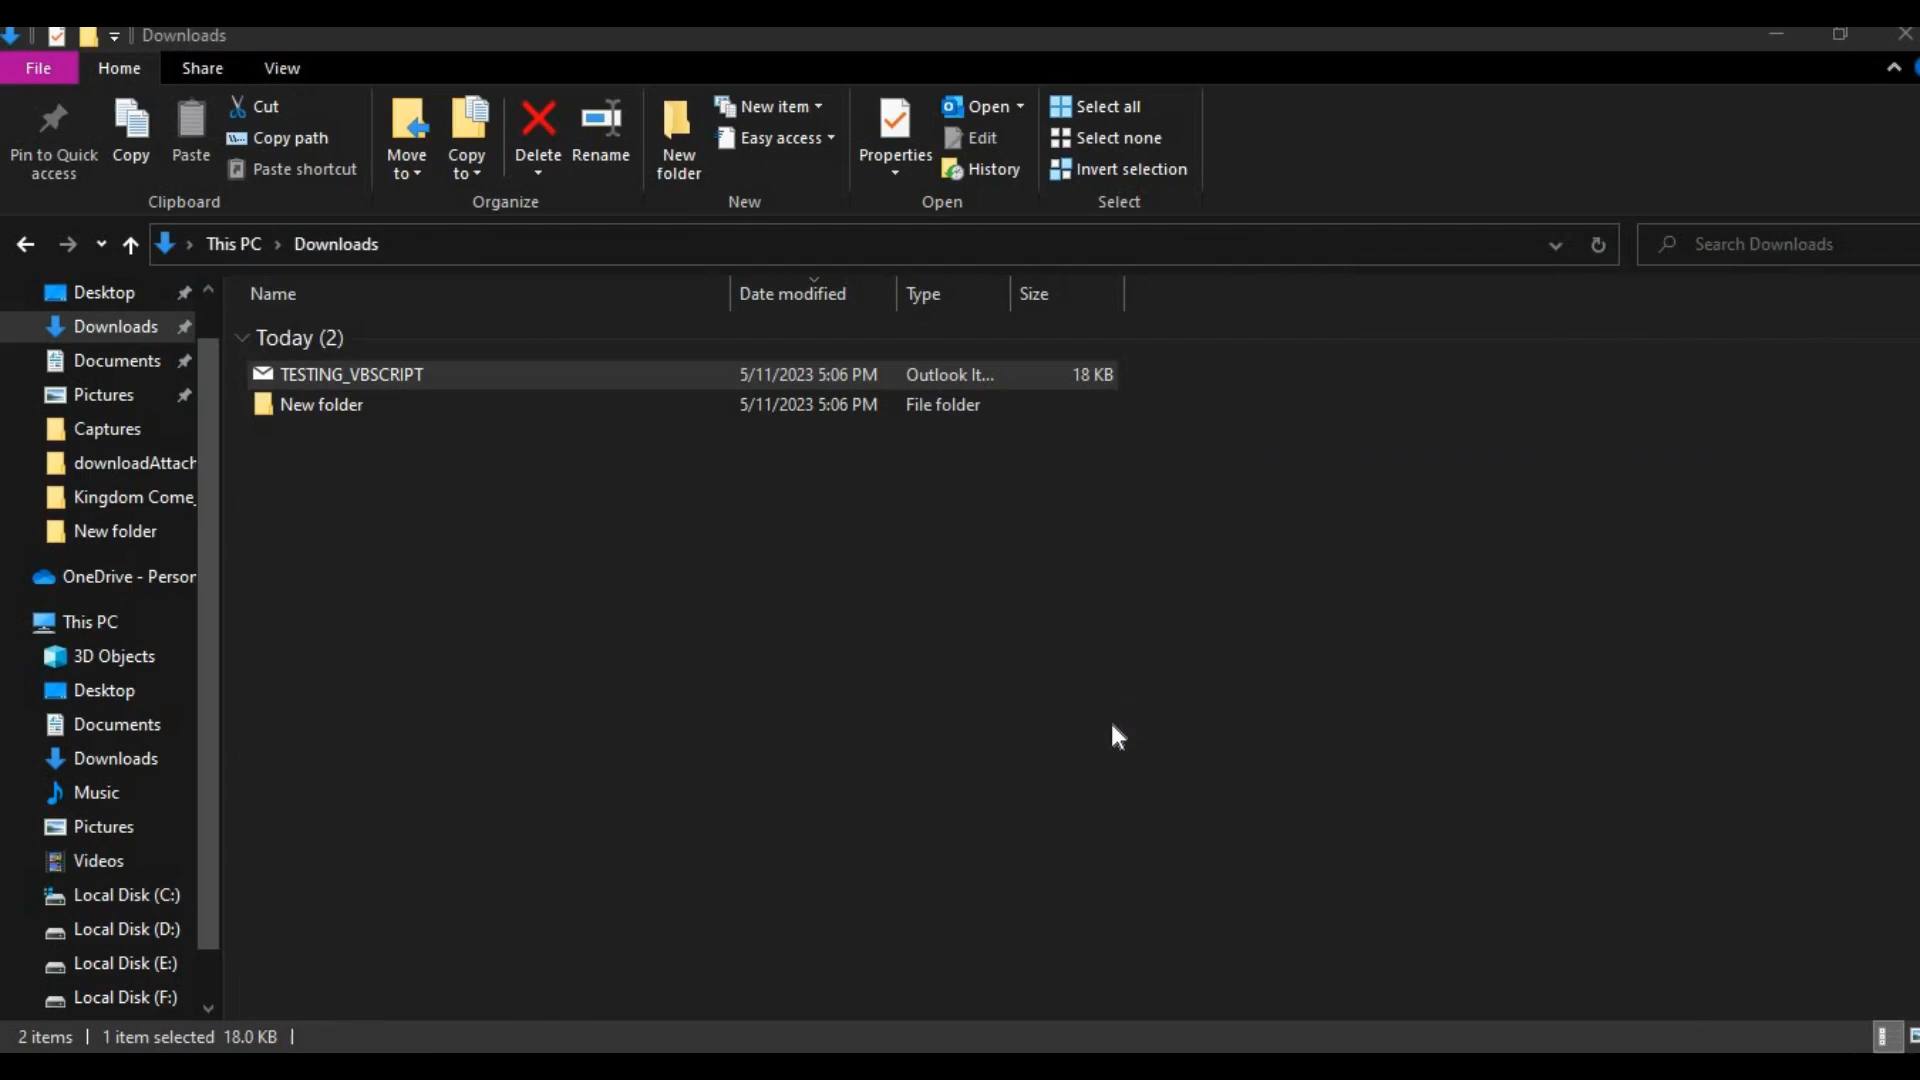 Downloads
File Home Share View
Pin to Quick access
Copy
Paste
Cut
Copy path
Paste shortcut
Clipboard
Move to
Copy to
Delete
Rename
Organize
New folder
New item
Easy access
New
Properties
Open
Edit
History
Open
Select all
Select none
Invert selection
Select
This PC Downloads
Search Downloads
Desktop
Downloads
Documents
Pictures
Captures
downloadAttach
Kingdom Come_
New folder
OneDrive - Person
This PC
3D Objects
Desktop
Documents
Downloads
Music
Pictures
Videos
Local Disk (C:)
Local Disk (D:)
Local Disk (E:)
Local Disk (F:)
Name Date modified Type Size
Today (2)
TESTING_VBSCRIPT 5/11/2023 5:06 PM Outlook It... 18 KB
New folder 5/11/2023 5:06 PM File folder
2 items 1 item selected 18.0 KB